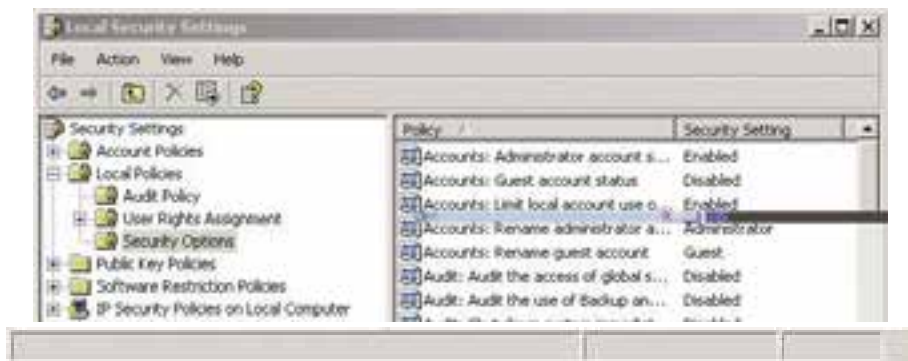 Local Security Settings
File Action View Help
Security Settings
Account Policies
Local Policies
Audit Policy
User Rights Assignment
Security Options
Public Key Policies
Software Restriction Policies
IP Security Policies on Local Computer
Policy Security Setting
Accounts: Administrator account s... Enabled
Accounts: Guest account status Disabled
Accounts: Limit local account use o... Enabled
Accounts: Rename administrator a... Administrator
Accounts: Rename guest account Guest
Audit: Audit the access of global s... Disabled
Audit: Audit the use of Backup an... Disabled